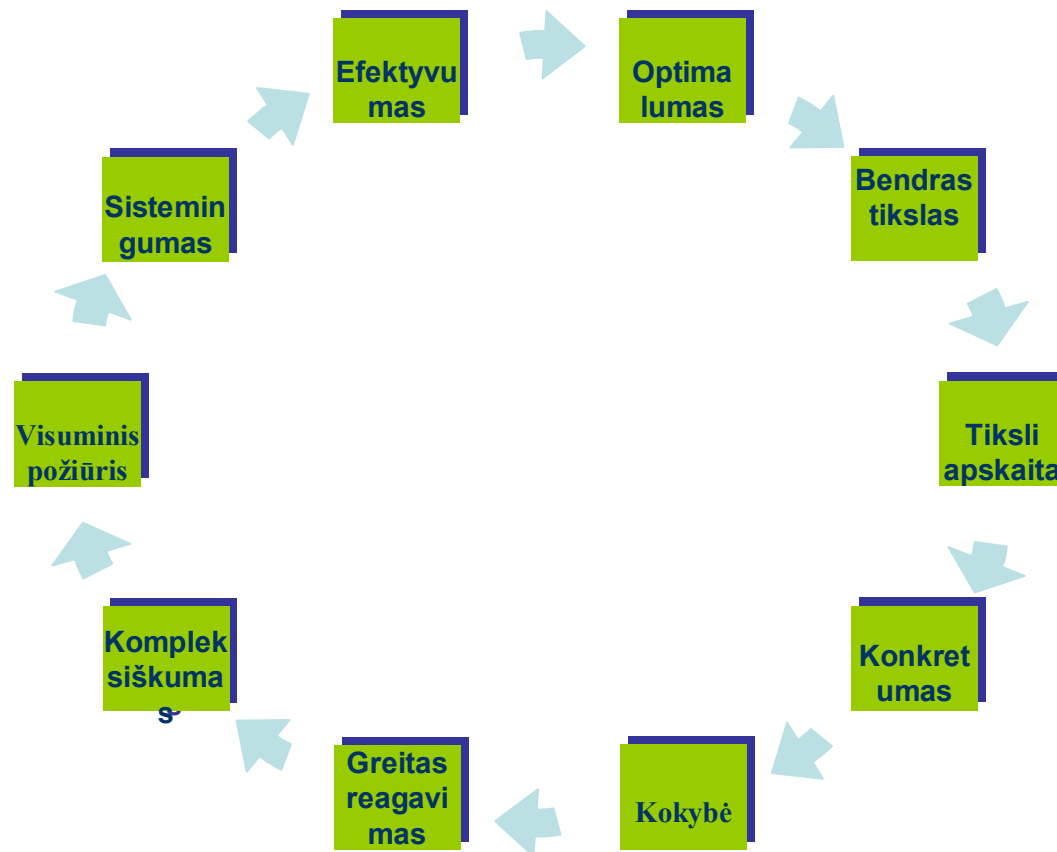 Efektyvu
mas
Optima
lumas
Bendras
tikslas
Tiksli
apskaita
Konkret
umas
Kokybė
Greitas
reagavi
mas
Komplek
siškuma
s
Visuminis
požiūris
Sistemin
gumas